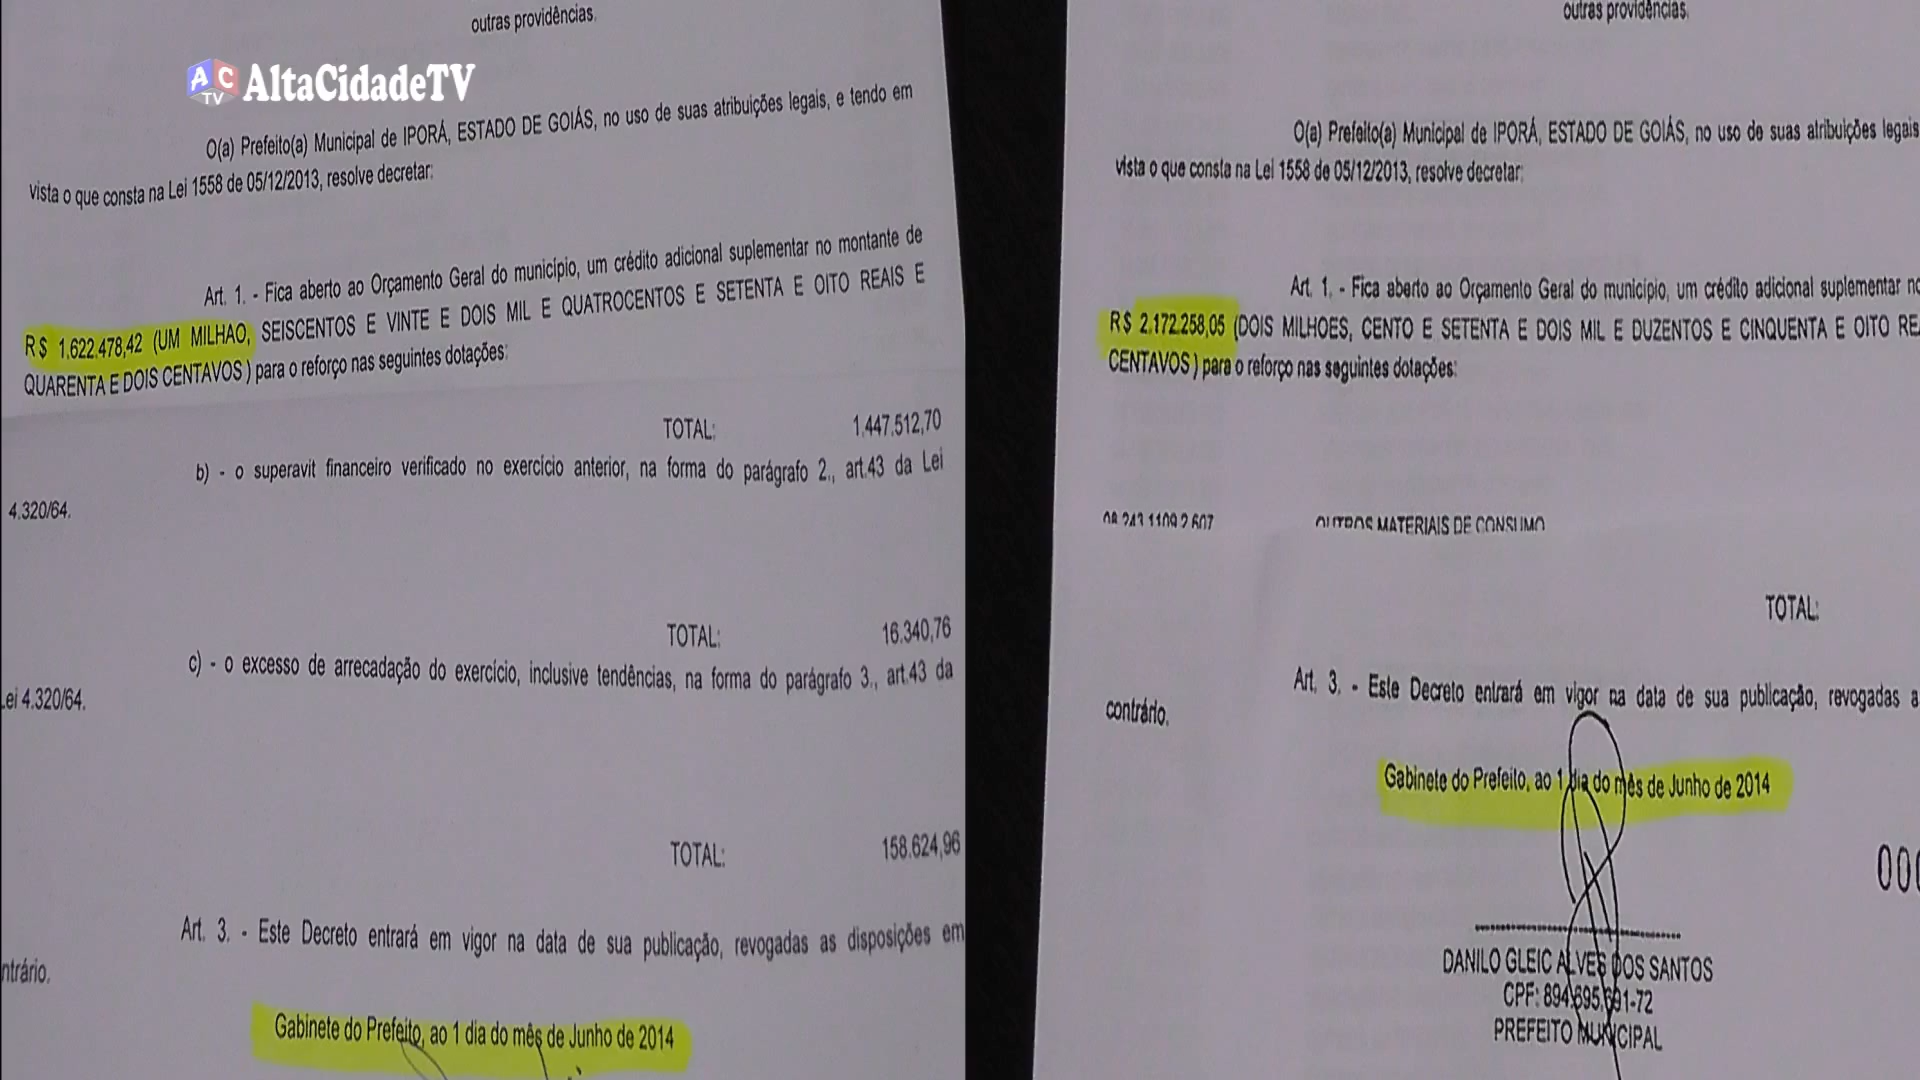 outras providências.
AC TV AltaCidadeTV
O(a) Prefeito(a) Municipal de IPORÁ, ESTADO DE GOIÁS, no uso de suas atribuições legais, e tendo em
vista o que consta na Lei 1558 de 05/12/2013, resolve decretar:
Art. 1. - Fica aberto ao Orçamento Geral do município, um crédito adicional suplementar no montante de
R$ 1.622.478,42 (UM MILHAO, SEISCENTOS E VINTE E DOIS MIL E QUATROCENTOS E SETENTA E OITO REAIS E
QUARENTA E DOIS CENTAVOS ) para o reforço nas seguintes dotações:
TOTAL: 1.447.512,70
b) - o superavit financeiro verificado no exercício anterior, na forma do parágrafo 2., art.43 da Lei
4.320/64.
TOTAL: 16.340,76
c) - o excesso de arrecadação do exercício, inclusive tendências, na forma do parágrafo 3., art.43 da
Lei 4.320/64.
TOTAL: 158.624,96
Art. 3. - Este Decreto entrará em vigor na data de sua publicação, revogadas as disposições em
ntrário.
Gabinete do Prefeito, ao 1 dia do mês de Junho de 2014
outras providências.
O(a) Prefeito(a) Municipal de IPORÁ, ESTADO DE GOIÁS, no uso de suas atribuições legais
vista o que consta na Lei 1558 de 05/12/2013, resolve decretar:
Art. 1. - Fica aberto ao Orçamento Geral do município, um crédito adicional suplementar no
R$ 2.172.258,05 (DOIS MILHOES, CENTO E SETENTA E DOIS MIL E DUZENTOS E CINQUENTA E OITO REA
CENTAVOS ) para o reforço nas seguintes dotações:
08.243.1109.2.607 OUTROS MATERIAIS DE CONSUMO
TOTAL:
Art. 3. - Este Decreto entrará em vigor na data de sua publicação, revogadas a
contrário.
Gabinete do Prefeito, ao 1 dia do mês de Junho de 2014
000
DANILO GLEIC ALVES DOS SANTOS
CPF: 894.695.691-72
PREFEITO MUNICIPAL